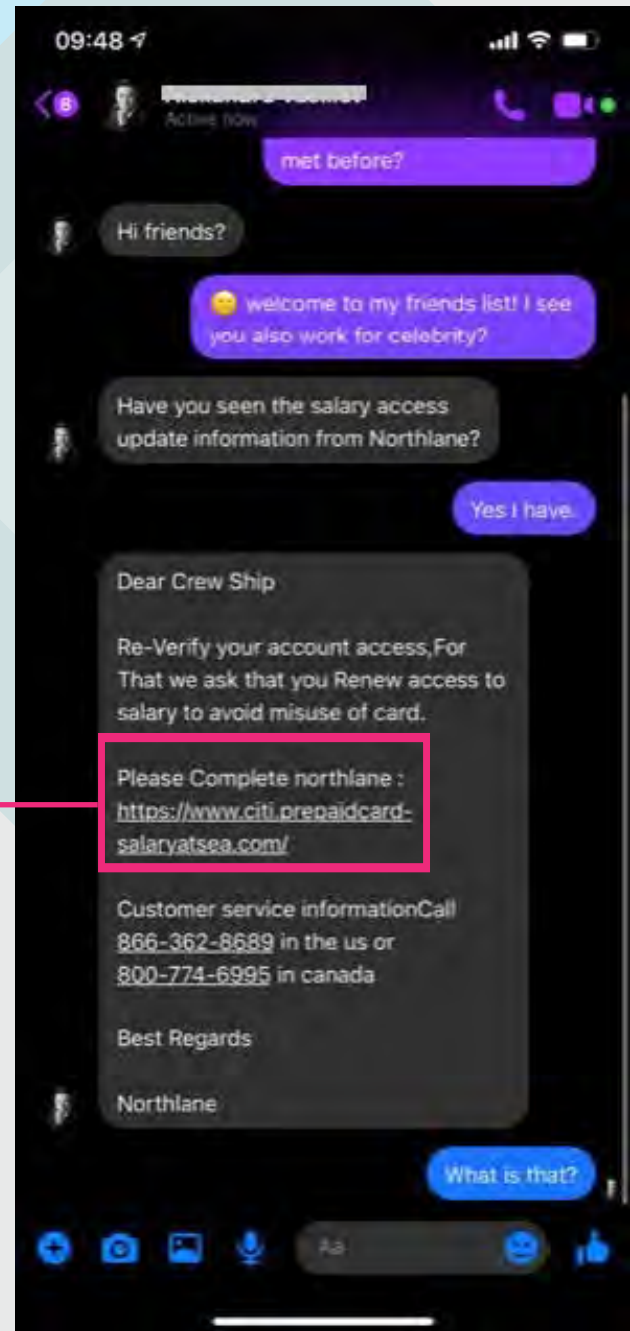 09:48
8
Active now
met before?
Hi friends?
welcome to my friends list! I see
you also work for celebrity?
Have you seen the salary access
update information from Northlane?
Yes I have.
Dear Crew Ship
Re-Verify your account access,For
That we ask that you Renew access to
salary to avoid misuse of card.
Please Complete northlane :
https://www.citi.prepaidcard-
salaryatsea.com/
Customer service informationCall
866-362-8689 in the us or
800-774-6995 in canada
Best Regards
Northlane
What is that?
Aa